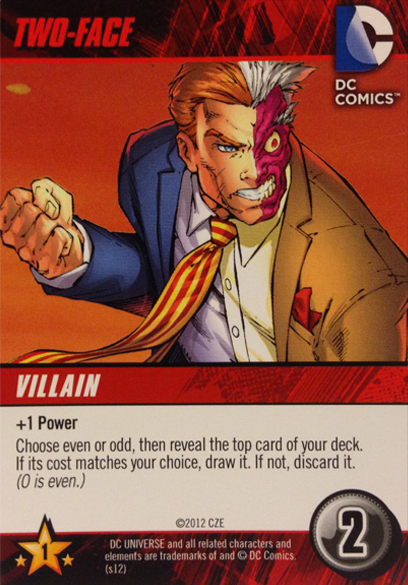 TWO-FACE
DC
DC
COMICS™
VILLAIN
+1 Power
Choose even or odd, then reveal the top card of your deck.
If its cost matches your choice, draw it. If not, discard it.
(0 is even.)
©2012 CZE
1
DC UNIVERSE and all related characters and
elements are trademarks of and © DC Comics.
(s12)
2